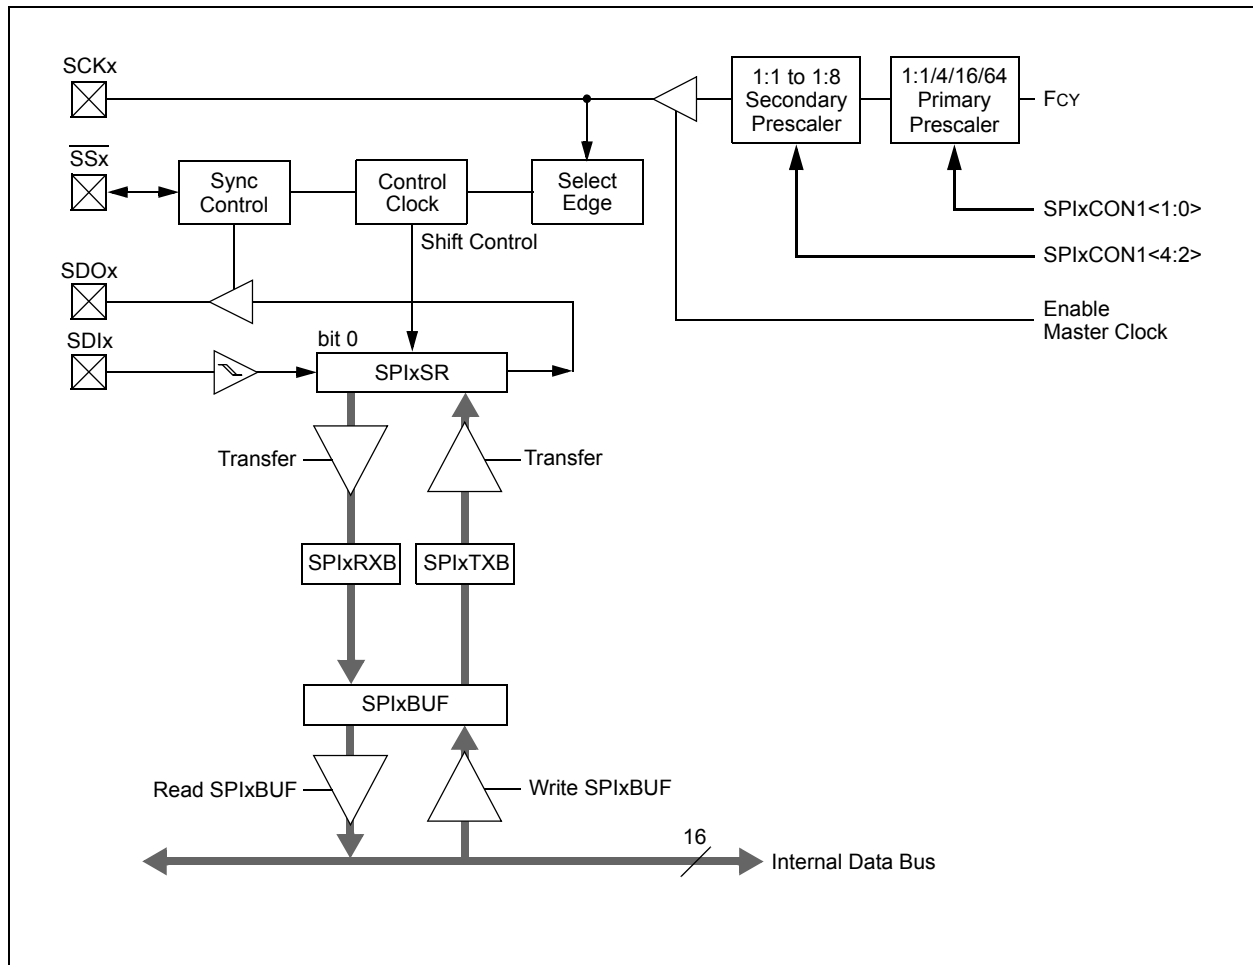 SCKx
1:1 to 1:8
Secondary
Prescaler
1:1/4/16/64
Primary
Prescaler
FCY
SSx
Sync
Control
Control
Clock
Select
Edge
SPIxCON1<1:0>
Shift Control
SPIxCON1<4:2>
SDOx
Enable
Master Clock
SDIx
bit 0
SPIxSR
Transfer
Transfer
SPIxRXB
SPIxTXB
SPIxBUF
Read SPIxBUF
Write SPIxBUF
16
Internal Data Bus